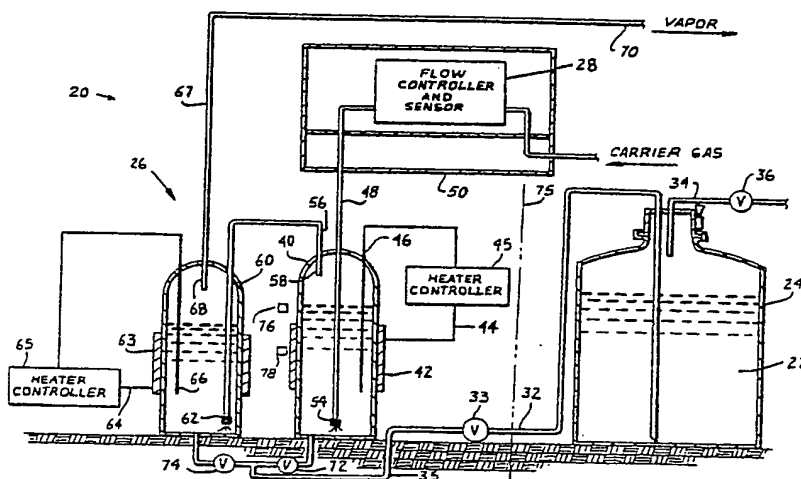 VAPOR
70
28
FLOW
CONTROLLER
AND
SENSOR
67
20
CARRIER GAS
36
34
26
48
50
75
56
V
46
40
60
58
45
HEATER
CONTROLLER
24
68
76
44
63
65
22
78
42
HEATER
CONTROLLER
66
33
32
62
54
64
V
V
V
74
72
35